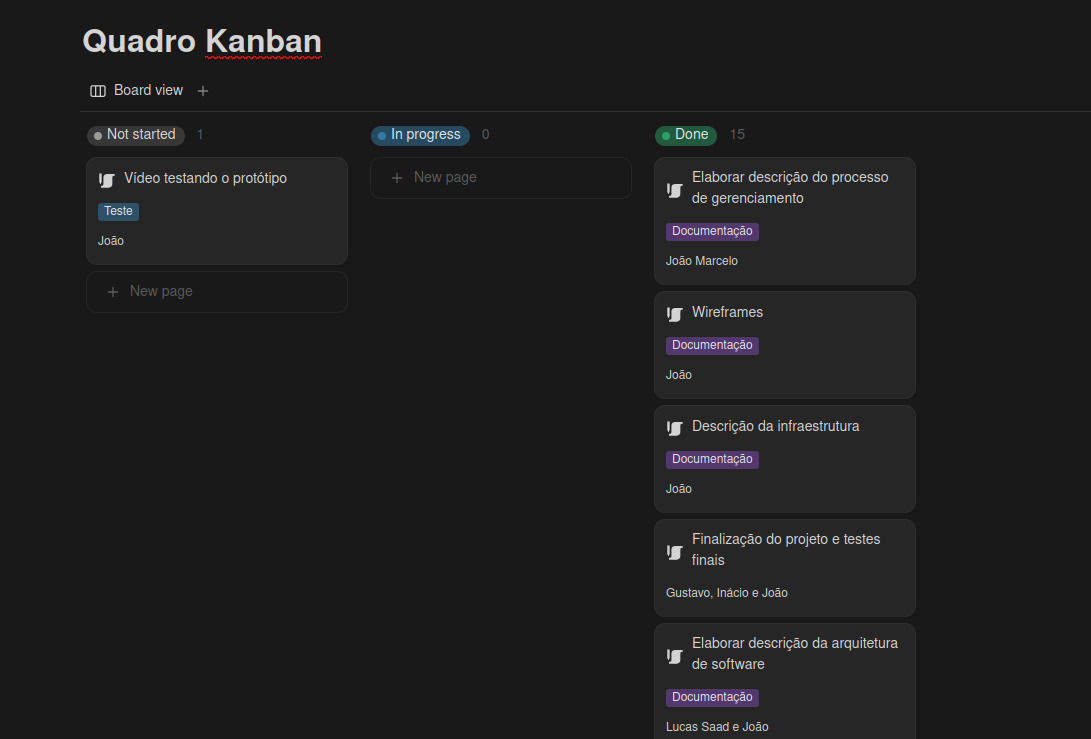 Quadro Kanban
Board view
Not started 1
Vídeo testando o protótipo
Teste
João
New page
In progress 0
New page
Done 15
Elaborar descrição do processo
de gerenciamento
Documentação
João Marcelo
Wireframes
Documentação
João
Descrição da infraestrutura
Documentação
João
Finalização do projeto e testes
finais
Gustavo, Inácio e João
Elaborar descrição da arquitetura
de software
Documentação
Lucas Saad e João